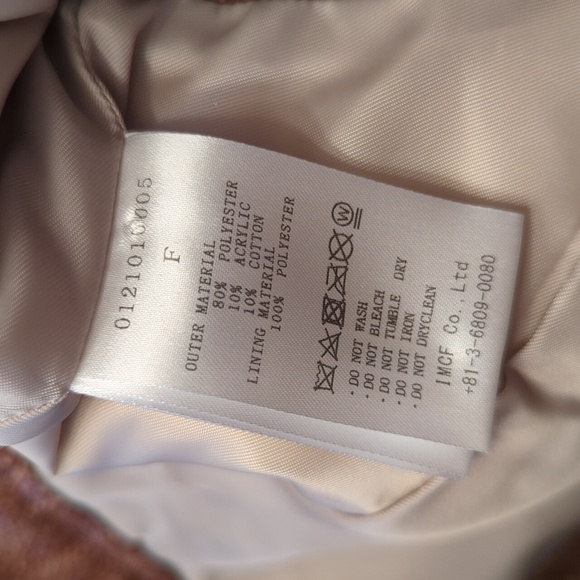 0121010005
F
OUTER MATERIAL
80% POLYESTER
10% ACRYLIC
10% COTTON
LINING MATERIAL
100% POLYESTER
W
・DO NOT WASH
・DO NOT BLEACH
・DO NOT TUMBLE DRY
・DO NOT IRON
・DO NOT DRYCLEAN
IMCF Co., Ltd
+81-3-6809-0080